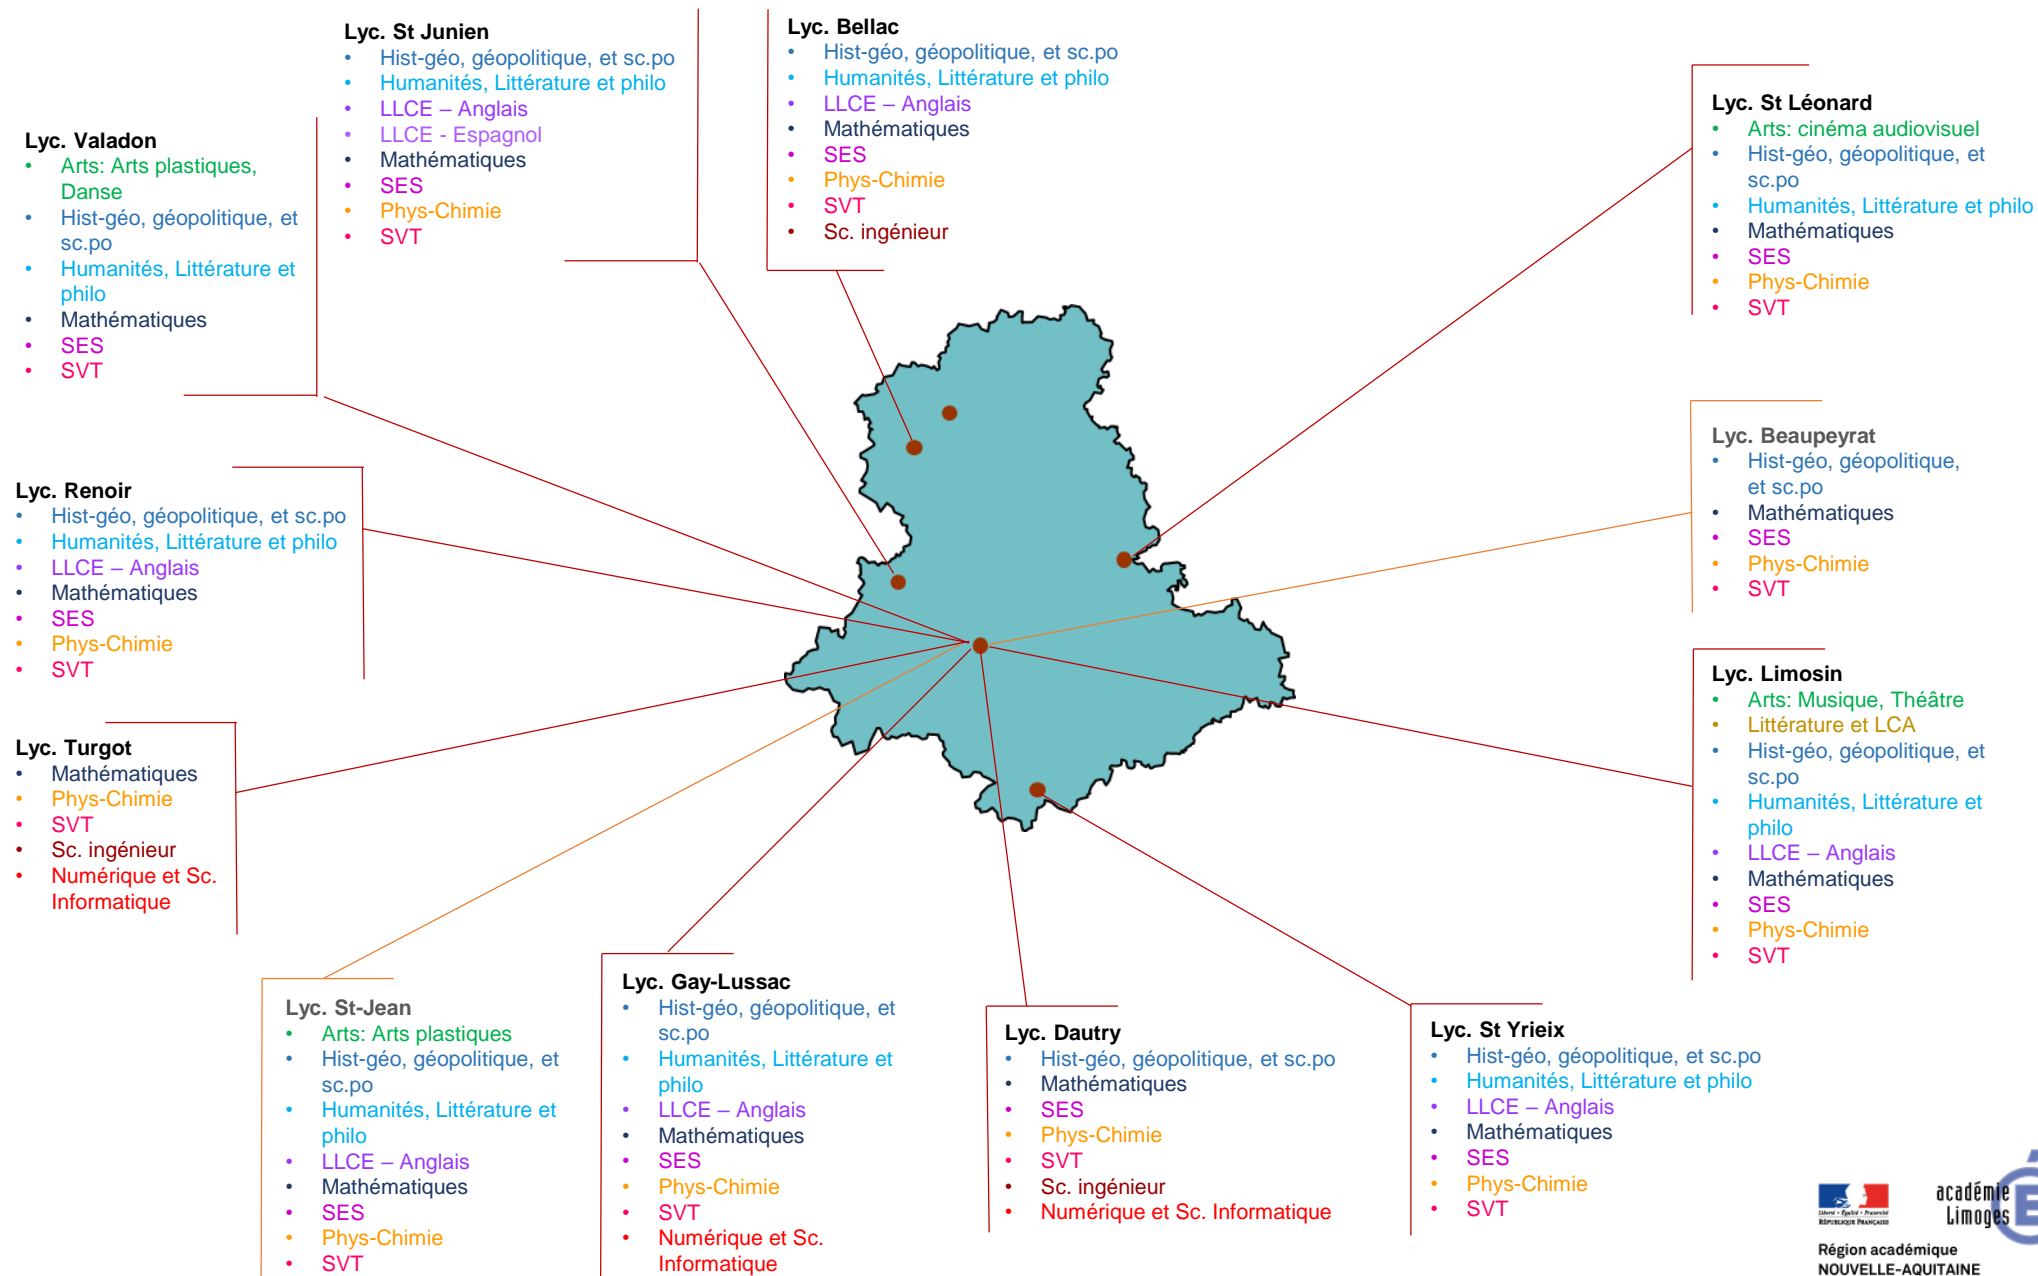 Lyc. St Junien
• Hist-géo, géopolitique, et sc.po
• Humanités, Littérature et philo
• LLCE – Anglais
• LLCE - Espagnol
• Mathématiques
• SES
• Phys-Chimie
• SVT
Lyc. Bellac
• Hist-géo, géopolitique, et sc.po
• Humanités, Littérature et philo
• LLCE – Anglais
• Mathématiques
• SES
• Phys-Chimie
• SVT
• Sc. ingénieur
Lyc. St Léonard
• Arts: cinéma audiovisuel
• Hist-géo, géopolitique, et
sc.po
• Humanités, Littérature et philo
• Mathématiques
• SES
• Phys-Chimie
• SVT
Lyc. Valadon
• Arts: Arts plastiques,
Danse
• Hist-géo, géopolitique, et
sc.po
• Humanités, Littérature et
philo
• Mathématiques
• SES
• SVT
Lyc. Beaupeyrat
• Hist-géo, géopolitique,
et sc.po
• Mathématiques
• SES
• Phys-Chimie
• SVT
Lyc. Renoir
• Hist-géo, géopolitique, et sc.po
• Humanités, Littérature et philo
• LLCE – Anglais
• Mathématiques
• SES
• Phys-Chimie
• SVT
Lyc. Limosin
• Arts: Musique, Théâtre
• Littérature et LCA
• Hist-géo, géopolitique, et
sc.po
• Humanités, Littérature et
philo
• LLCE – Anglais
• Mathématiques
• SES
• Phys-Chimie
• SVT
Lyc. Turgot
• Mathématiques
• Phys-Chimie
• SVT
• Sc. ingénieur
• Numérique et Sc.
Informatique
Lyc. St-Jean
• Arts: Arts plastiques
• Hist-géo, géopolitique, et
sc.po
• Humanités, Littérature et
philo
• LLCE – Anglais
• Mathématiques
• SES
• Phys-Chimie
• SVT
Lyc. Gay-Lussac
• Hist-géo, géopolitique, et
sc.po
• Humanités, Littérature et
philo
• LLCE – Anglais
• Mathématiques
• SES
• Phys-Chimie
• SVT
• Numérique et Sc.
Informatique
Lyc. Dautry
• Hist-géo, géopolitique, et sc.po
• Mathématiques
• SES
• Phys-Chimie
• SVT
• Sc. ingénieur
• Numérique et Sc. Informatique
Lyc. St Yrieix
• Hist-géo, géopolitique, et sc.po
• Humanités, Littérature et philo
• LLCE – Anglais
• Mathématiques
• SES
• Phys-Chimie
• SVT
Liberté • Égalité • Fraternité
RÉPUBLIQUE FRANÇAISE
académie
Limoges
É
Région académique
NOUVELLE-AQUITAINE